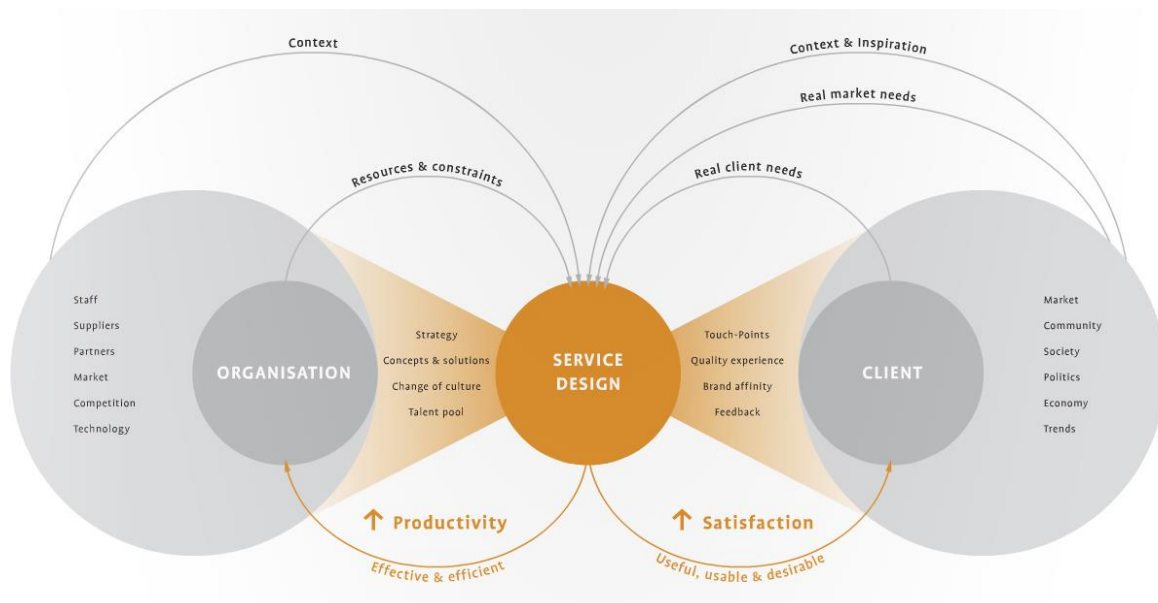 Context
Context & Inspiration
Real market needs
Resources & constraints
Real client needs
Staff
Suppliers
Partners
Market
Competition
Technology
ORGANISATION
Strategy
Concepts & solutions
Change of culture
Talent pool
SERVICE
DESIGN
Touch-Points
Quality experience
Brand affinity
Feedback
CLIENT
Market
Community
Society
Politics
Economy
Trends
↑ Productivity
Effective & efficient
↑ Satisfaction
Useful, usable & desirable